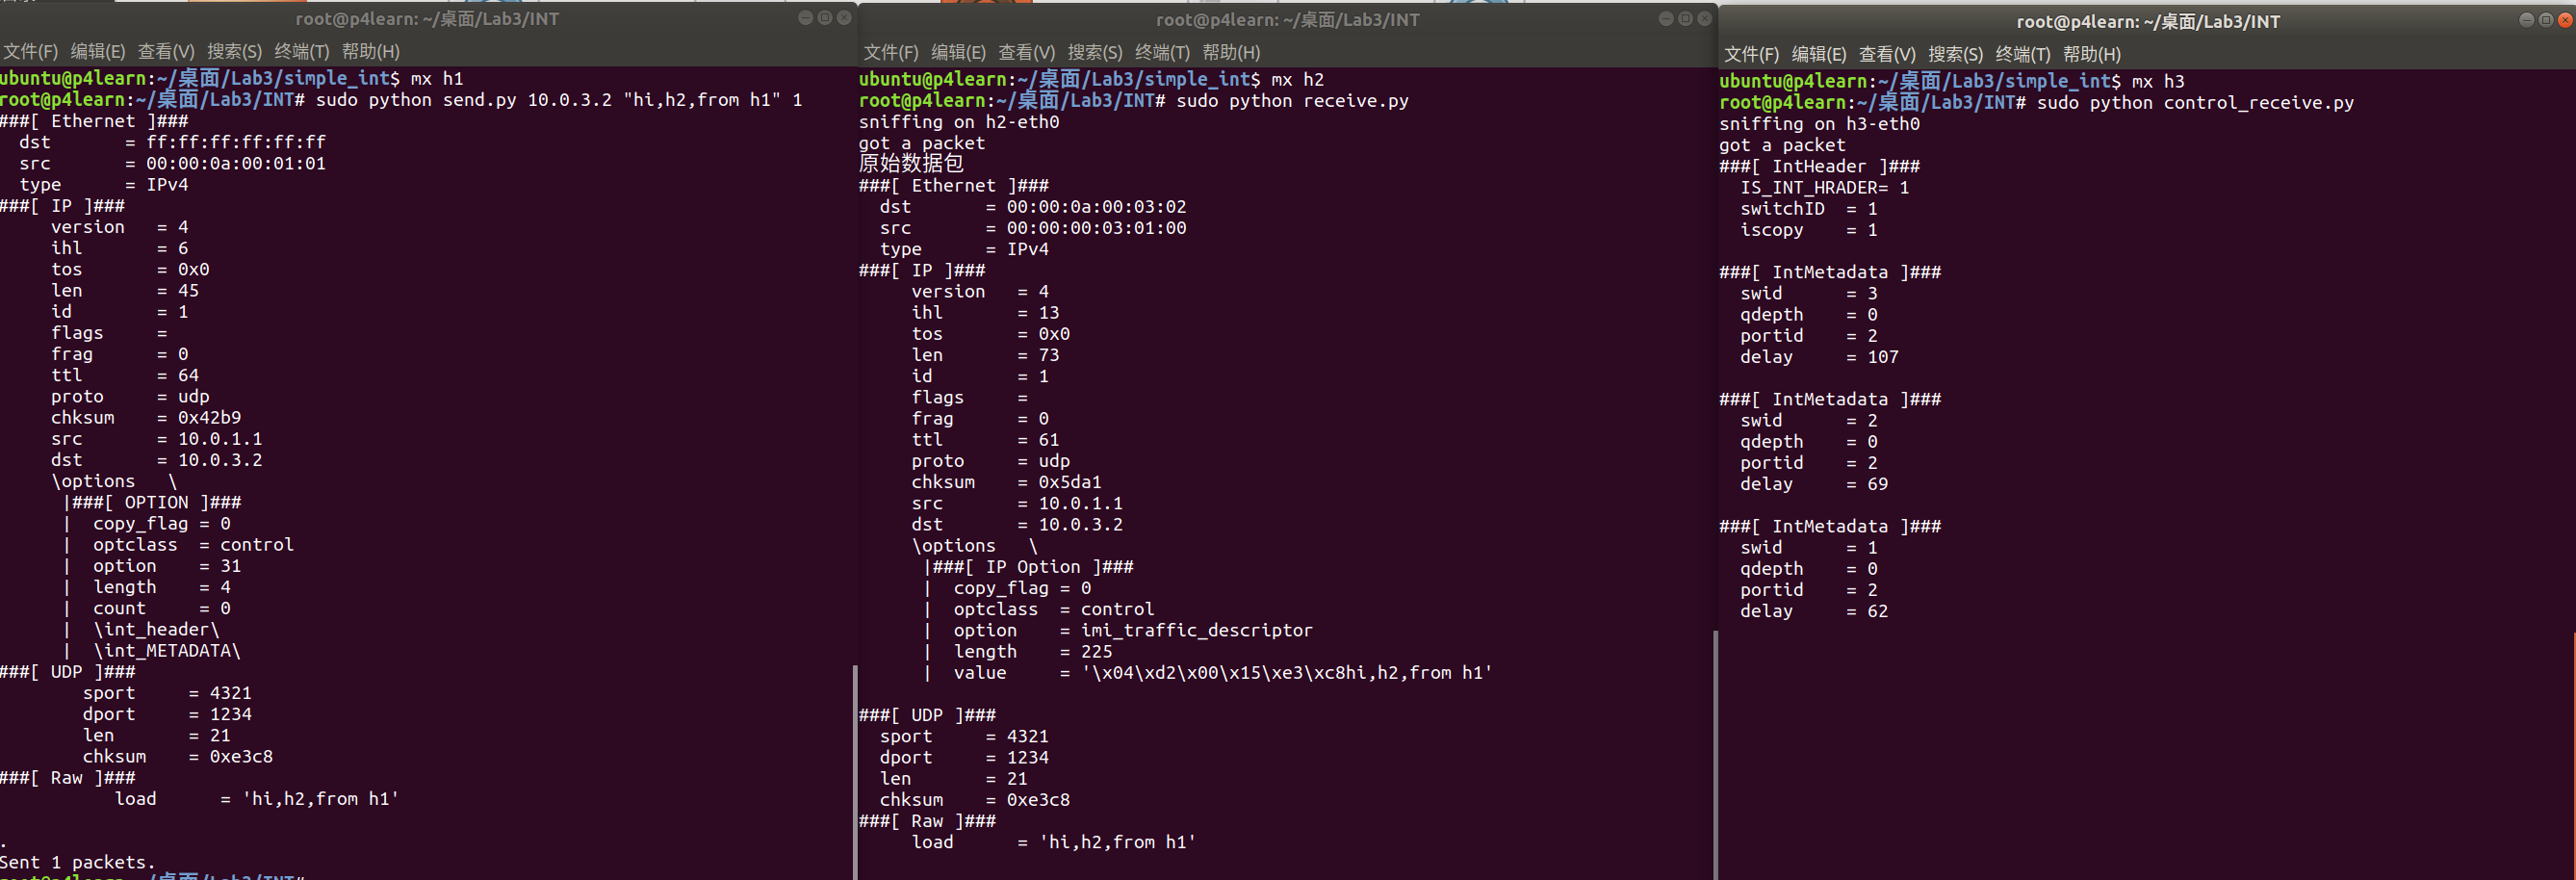 root@p4learn: ~/桌面/Lab3/INT
文件(F) 编辑(E) 查看(V) 搜索(S) 终端(T) 帮助(H)
ubuntu@p4learn:~/桌面/Lab3/simple_int$ mx h1
root@p4learn:~/桌面/Lab3/INT# sudo python send.py 10.0.3.2 "hi,h2,from h1" 1
###[ Ethernet ]###
  dst       = ff:ff:ff:ff:ff:ff
  src       = 00:00:0a:00:01:01
  type      = IPv4
###[ IP ]###
     version   = 4
     ihl       = 6
     tos       = 0x0
     len       = 45
     id        = 1
     flags     =
     frag      = 0
     ttl       = 64
     proto     = udp
     chksum    = 0x42b9
     src       = 10.0.1.1
     dst       = 10.0.3.2
     \options   \
      |###[ OPTION ]###
      |  copy_flag = 0
      |  optclass  = control
      |  option    = 31
      |  length    = 4
      |  count     = 0
      |  \int_header\
      |  \int_METADATA\
###[ UDP ]###
        sport     = 4321
        dport     = 1234
        len       = 21
        chksum    = 0xe3c8
###[ Raw ]###
           load      = 'hi,h2,from h1'
.
Sent 1 packets.
root@p4learn:~/桌面/Lab3/INT#
root@p4learn: ~/桌面/Lab3/INT
文件(F) 编辑(E) 查看(V) 搜索(S) 终端(T) 帮助(H)
ubuntu@p4learn:~/桌面/Lab3/simple_int$ mx h2
root@p4learn:~/桌面/Lab3/INT# sudo python receive.py
sniffing on h2-eth0
got a packet
原始数据包
###[ Ethernet ]###
  dst       = 00:00:0a:00:03:02
  src       = 00:00:00:03:01:00
  type      = IPv4
###[ IP ]###
     version   = 4
     ihl       = 13
     tos       = 0x0
     len       = 73
     id        = 1
     flags     =
     frag      = 0
     ttl       = 61
     proto     = udp
     chksum    = 0x5da1
     src       = 10.0.1.1
     dst       = 10.0.3.2
     \options   \
      |###[ IP Option ]###
      |  copy_flag = 0
      |  optclass  = control
      |  option    = imi_traffic_descriptor
      |  length    = 225
      |  value     = '\x04\xd2\x00\x15\xe3\xc8hi,h2,from h1'
###[ UDP ]###
  sport     = 4321
  dport     = 1234
  len       = 21
  chksum    = 0xe3c8
###[ Raw ]###
     load      = 'hi,h2,from h1'
root@p4learn: ~/桌面/Lab3/INT
文件(F) 编辑(E) 查看(V) 搜索(S) 终端(T) 帮助(H)
ubuntu@p4learn:~/桌面/Lab3/simple_int$ mx h3
root@p4learn:~/桌面/Lab3/INT# sudo python control_receive.py
sniffing on h3-eth0
got a packet
###[ IntHeader ]###
  IS_INT_HRADER= 1
  switchID  = 1
  iscopy    = 1
###[ IntMetadata ]###
  swid      = 3
  qdepth    = 0
  portid    = 2
  delay     = 107
###[ IntMetadata ]###
  swid      = 2
  qdepth    = 0
  portid    = 2
  delay     = 69
###[ IntMetadata ]###
  swid      = 1
  qdepth    = 0
  portid    = 2
  delay     = 62